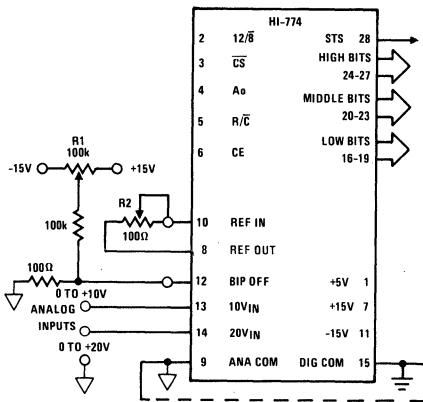 HI-774
2 12/8̅ STS 28
3 C̅S̅ HIGH BITS
24-27
4 Ao MIDDLE BITS
20-23
5 R/C̅ LOW BITS
16-19
6 CE
R1
100k
-15V +15V
100k
R2
100Ω
10 REF IN
8 REF OUT
100Ω
12 BIP OFF +5V 1
0 TO +10V
ANALOG 13 10VIN +15V 7
INPUTS 14 20VIN -15V 11
0 TO +20V
9 ANA COM DIG COM 15